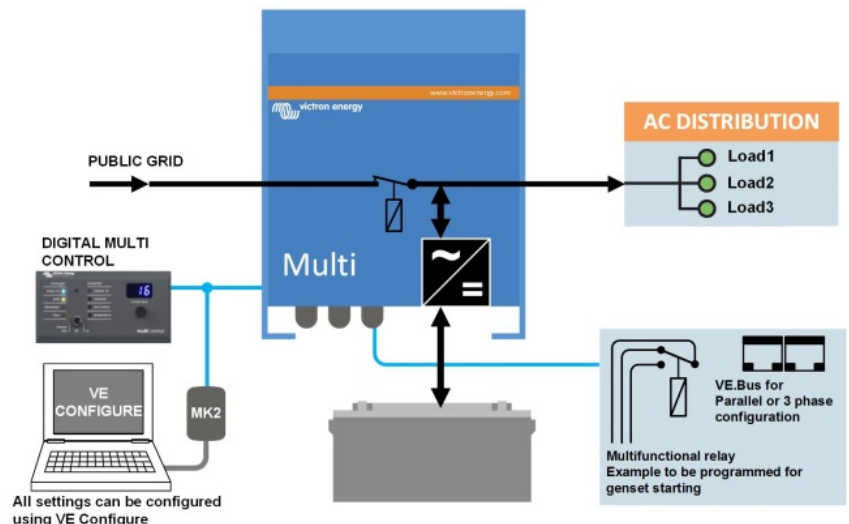 www.victronenergy.com
victron energy
AC DISTRIBUTION
PUBLIC GRID
Load1
Load2
Load3
DIGITAL MULTI
CONTROL
16
multi control
Multi
~
=
VE
CONFIGURE
MK2
VE.Bus for
Parallel or 3 phase
configuration
Multifunctional relay
Example to be programmed for
genset starting
All settings can be configured
using VE Configure